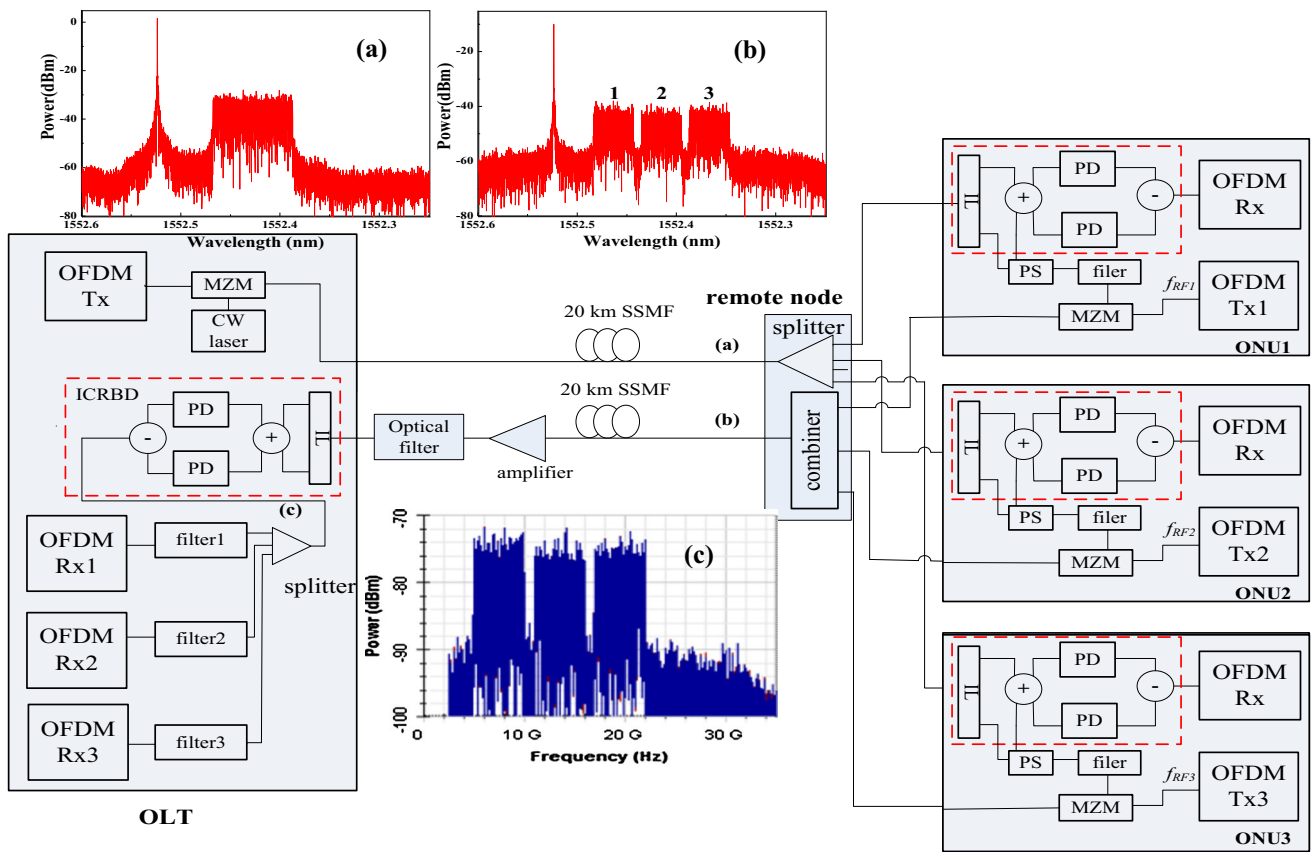 (a)
Power(dBm)
0
-20
-40
-60
-80
1552.6
1552.5
1552.4
1552.3
Wavelength (nm)
(b)
Power(dBm)
-20
-40
-60
-80
1
2
3
1552.6
1552.5
1552.4
1552.3
Wavelength (nm)
OFDM
Tx
MZM
CW
laser
20 km SSMF
(a)
remote node
splitter
combiner
ICRBD
PD
-
+
PD
IL
Optical
filter
amplifier
20 km SSMF
(b)
(c)
OFDM
Rx1
filter1
OFDM
Rx2
filter2
OFDM
Rx3
filter3
splitter
OLT
(c)
Power (dBm)
-70
-80
-90
-100
0
10 G
20 G
30 G
Frequency (Hz)
IL
+
PD
PD
-
OFDM
Rx
PS
filer
MZM
fRF1
OFDM
Tx1
ONU1
IL
+
PD
PD
-
OFDM
Rx
PS
filer
MZM
fRF2
OFDM
Tx2
ONU2
IL
+
PD
PD
-
OFDM
Rx
PS
filer
MZM
fRF3
OFDM
Tx3
ONU3